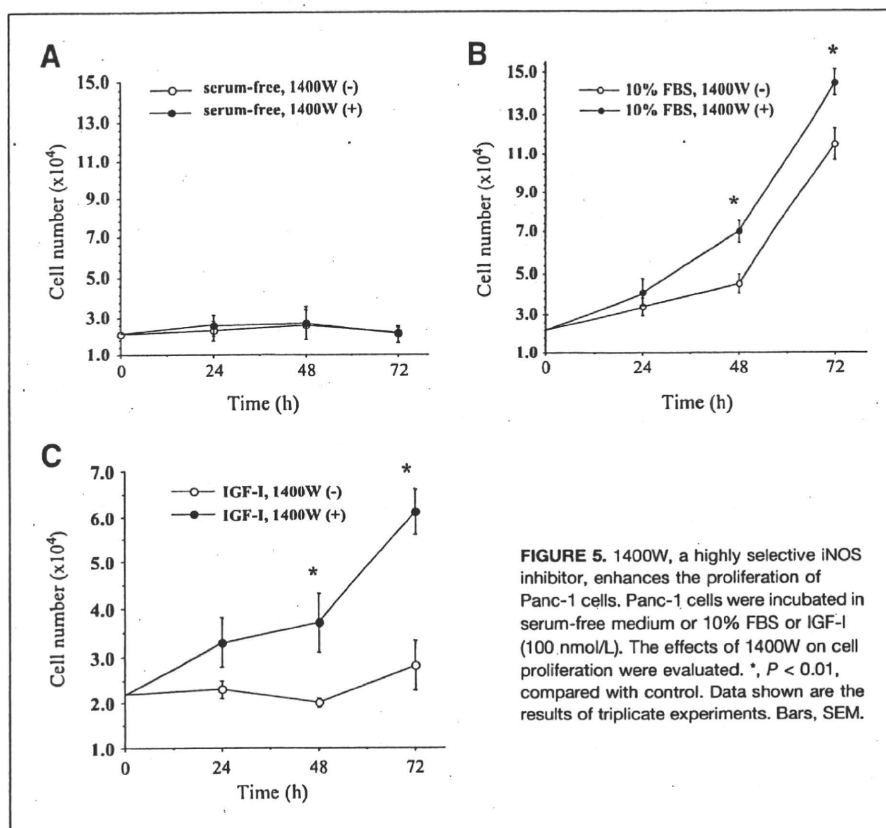 A
serum-free, 1400W (-)
serum-free, 1400W (+)
15.0
13.0
11.0
9.0
7.0
5.0
3.0
1.0
Cell number (x10⁴)
0 24 48 72
Time (h)
B
10% FBS, 1400W (-)
10% FBS, 1400W (+)
*
*
15.0
13.0
11.0
9.0
7.0
5.0
3.0
1.0
Cell number (x10⁴)
0 24 48 72
Time (h)
C
IGF-I, 1400W (-)
IGF-I, 1400W (+)
*
*
7.0
6.0
5.0
4.0
3.0
2.0
1.0
Cell number (x10⁴)
0 24 48 72
Time (h)
FIGURE 5. 1400W, a highly selective iNOS
inhibitor, enhances the proliferation of
Panc-1 cells. Panc-1 cells were incubated in
serum-free medium or 10% FBS or IGF-I
(100 nmol/L). The effects of 1400W on cell
proliferation were evaluated. *, P < 0.01,
compared with control. Data shown are the
results of triplicate experiments. Bars, SEM.